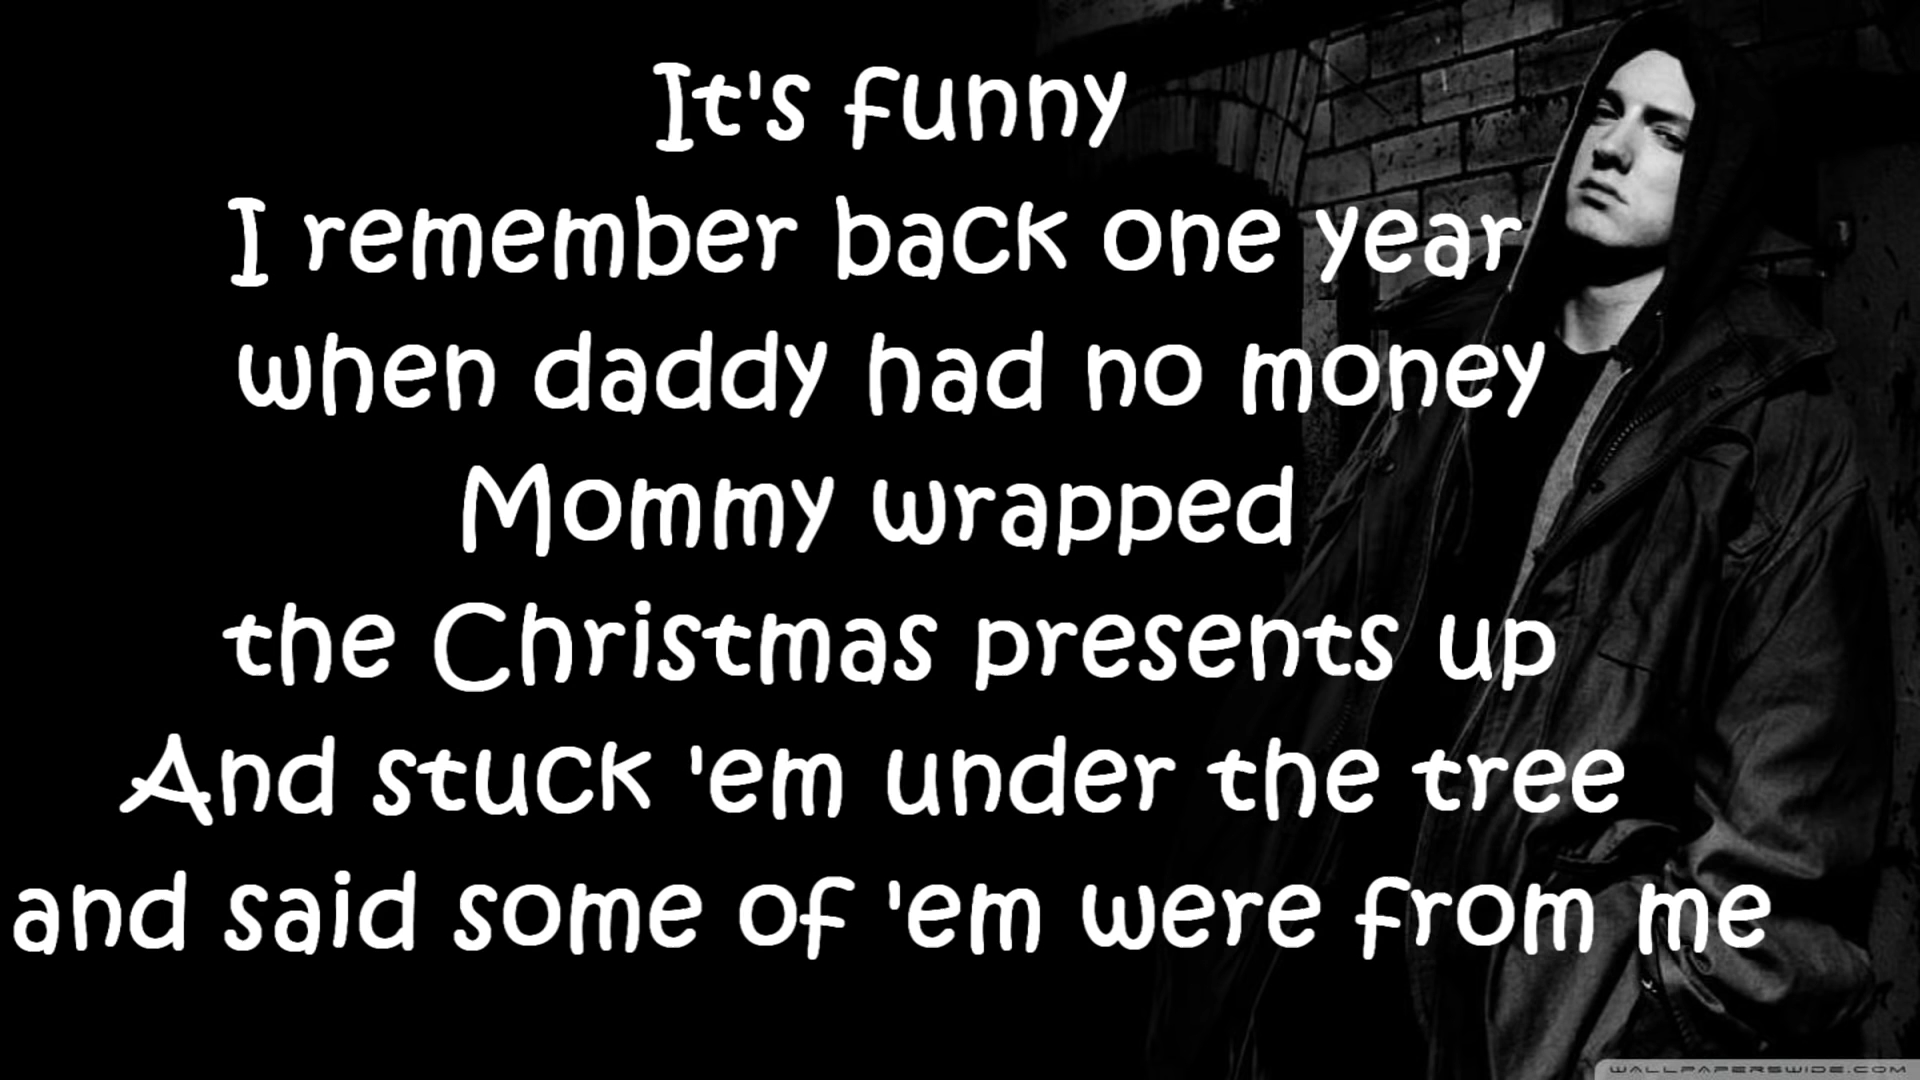 It's funny
I remember back one year
when daddy had no money
Mommy wrapped
the Christmas presents up
And stuck 'em under the tree
and said some of 'em were from me
WALLPAPERSWIDE.COM